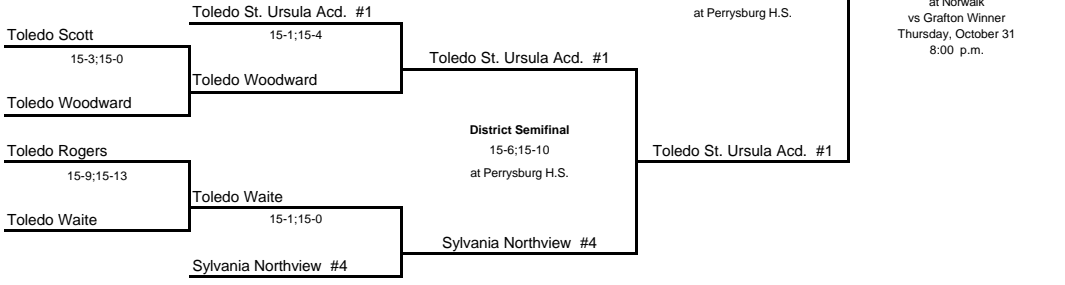 at Norwalk
Toledo St. Ursula Acd. #1
at Perrysburg H.S.
vs Grafton Winner
Toledo Scott
15-1;15-4
Thursday, October 31
15-3;15-0
Toledo St. Ursula Acd. #1
8:00 p.m.
Toledo Woodward
Toledo Woodward
District Semifinal
Toledo Rogers
15-6;15-10
Toledo St. Ursula Acd. #1
15-9;15-13
at Perrysburg H.S.
Toledo Waite
Toledo Waite
15-1;15-0
Sylvania Northview #4
Sylvania Northview #4